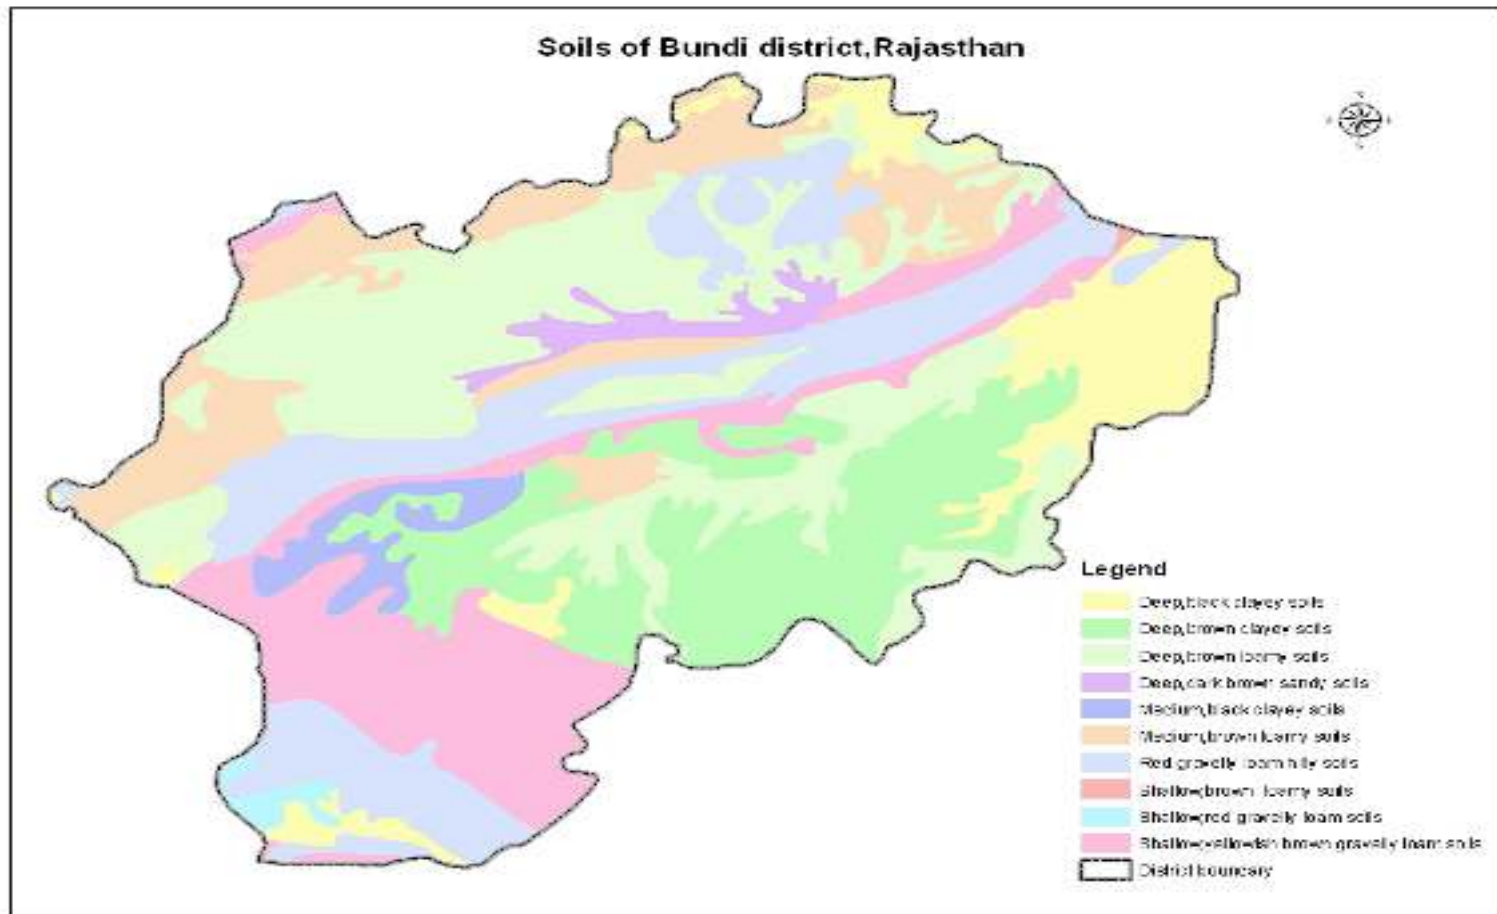 Soils of Bundi district,Rajasthan
Legend
Deep,black clayey soils
Deep,brown clayey soils
Deep,brown loamy soils
Deep,dark brown sandy soils
Medium,black clayey soils
Medium,brown loamy soils
Red gravelly loam hilly soils
Shallow,brown loamy soils
Shallow,red gravelly loam soils
Shallow,yellowish brown gravelly loam soils
District boundary